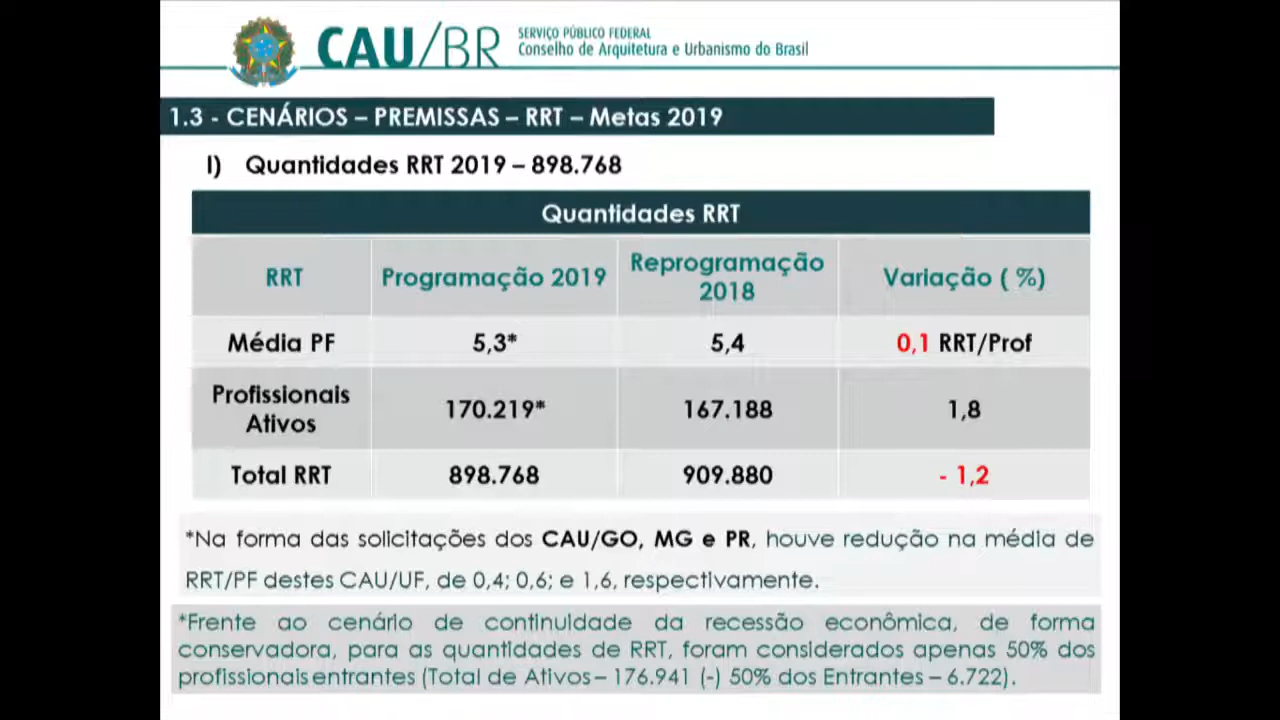 CAU/BR
SERVIÇO PÚBLICO FEDERAL
Conselho de Arquitetura e Urbanismo do Brasil
1.3 - CENÁRIOS – PREMISSAS – RRT – Metas 2019
I) Quantidades RRT 2019 – 898.768
Quantidades RRT
RRT Programação 2019 Reprogramação 2018 Variação ( %)
Média PF 5,3* 5,4 0,1 RRT/Prof
Profissionais Ativos 170.219* 167.188 1,8
Total RRT 898.768 909.880 - 1,2
*Na forma das solicitações dos CAU/GO, MG e PR, houve redução na média de
RRT/PF destes CAU/UF, de 0,4; 0,6; e 1,6, respectivamente.
*Frente ao cenário de continuidade da recessão econômica, de forma
conservadora, para as quantidades de RRT, foram considerados apenas 50% dos
profissionais entrantes (Total de Ativos – 176.941 (-) 50% dos Entrantes – 6.722).